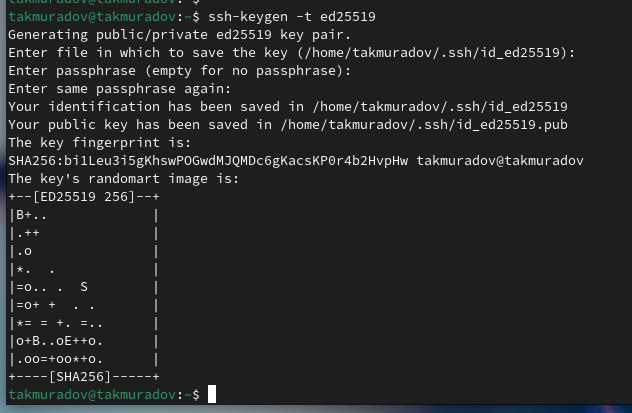 takmuradov@takmuradov:~$ ssh-keygen -t ed25519
Generating public/private ed25519 key pair.
Enter file in which to save the key (/home/takmuradov/.ssh/id_ed25519):
Enter passphrase (empty for no passphrase):
Enter same passphrase again:
Your identification has been saved in /home/takmuradov/.ssh/id_ed25519
Your public key has been saved in /home/takmuradov/.ssh/id_ed25519.pub
The key fingerprint is:
SHA256:bi1Leu3i5gKhswPOGwdMJQMDc6gKacsKP0r4b2HvpHw takmuradov@takmuradov
The key's randomart image is:
+--[ED25519 256]--+
|B+..             |
|.++              |
|.o               |
|*.  .            |
|=o.. .  S        |
|=o+ +  . .       |
|*= = +. =..      |
|o+B..oE++o.      |
|.oo=+oo*+o.      |
+----[SHA256]-----+
takmuradov@takmuradov:~$